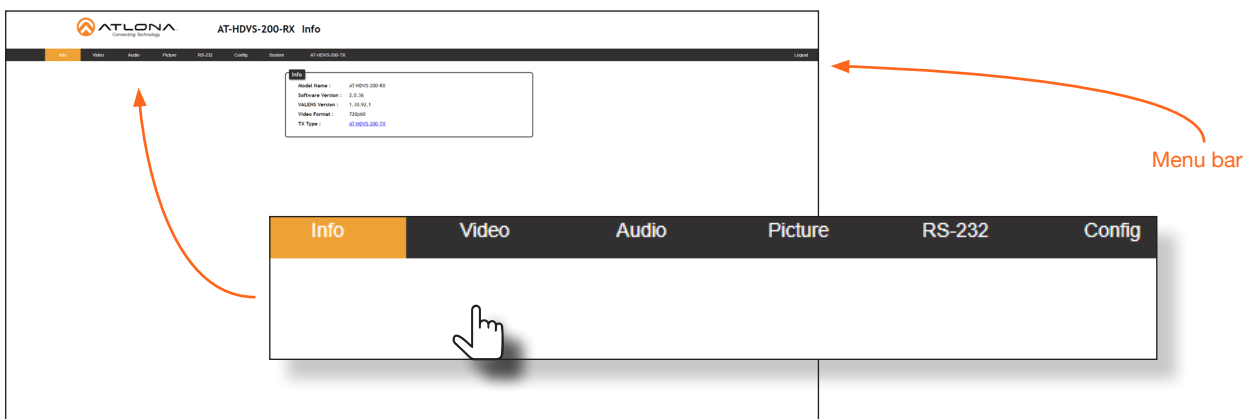 ATLONA
Connecting Technology
AT-HDVS-200-RX Info
Info Video Audio Picture RS-232 Config System AT-HDVS-200-TX Logout
Info
Model Name : AT-HDVS-200-RX
Software Version : 2.0.36
VALENS Version : 1.30.92.1
Video Format : 720p60
TX Type : AT-HDVS-200-TX
Menu bar
Info Video Audio Picture RS-232 Config